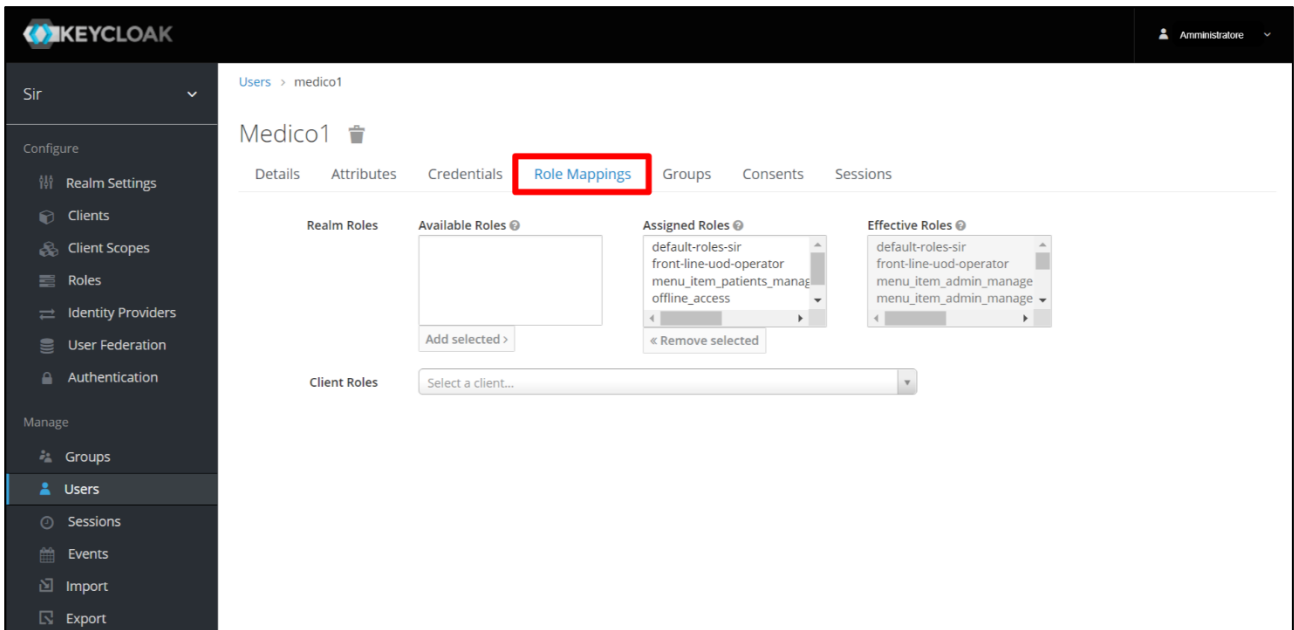 KEYCLOAK
Amministratore
Sir
Users > medico1
Medico1
Configure
Realm Settings
Clients
Client Scopes
Roles
Identity Providers
User Federation
Authentication
Manage
Groups
Users
Sessions
Events
Import
Export
Details Attributes Credentials Role Mappings Groups Consents Sessions
Realm Roles
Available Roles
Add selected >
Assigned Roles
default-roles-sir
front-line-uod-operator
menu_item_patients_manag
offline_access
« Remove selected
Effective Roles
default-roles-sir
front-line-uod-operator
menu_item_admin_manage
menu_item_admin_manage
Client Roles
Select a client...